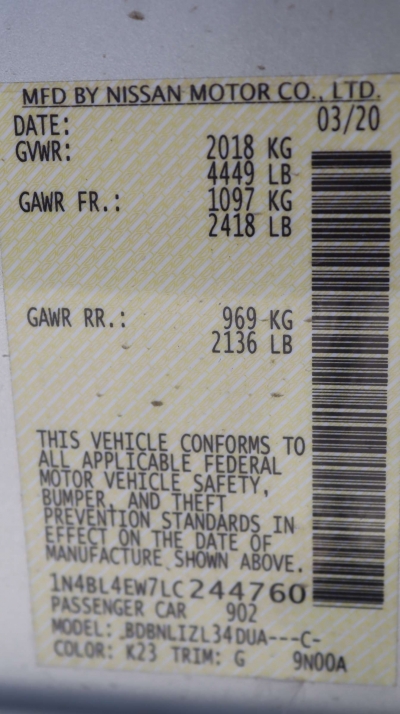 MFD BY NISSAN MOTOR CO., LTD.
DATE: 03/20
GVWR: 2018 KG
4449 LB
GAWR FR.: 1097 KG
2418 LB
GAWR RR.: 969 KG
2136 LB
THIS VEHICLE CONFORMS TO
ALL APPLICABLE FEDERAL
MOTOR VEHICLE SAFETY,
BUMPER, AND THEFT
PREVENTION STANDARDS IN
EFFECT ON THE DATE OF
MANUFACTURE SHOWN ABOVE.
1N4BL4EW7LC244760
PASSENGER CAR 902
MODEL: BDBNLIZL34DUA---C-
COLOR: K23 TRIM: G 9N00A